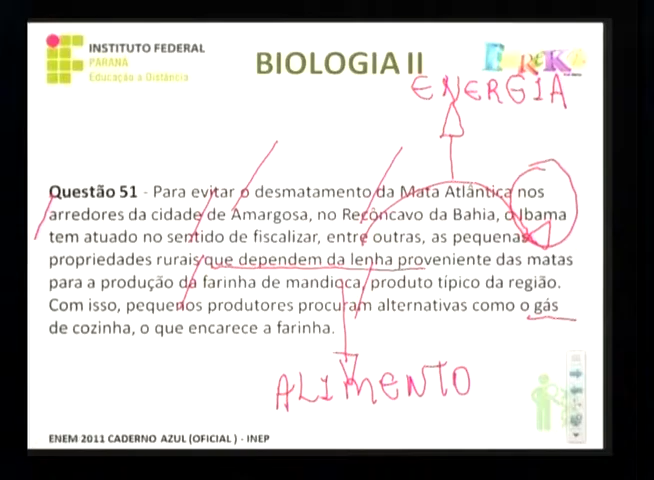 INSTITUTO FEDERAL
PARANÁ
Educação a Distância
BIOLOGIA II
EUREKA
ENERGIA
Questão 51 - Para evitar o desmatamento da Mata Atlântica nos
arredores da cidade de Amargosa, no Recôncavo da Bahia, o Ibama
tem atuado no sentido de fiscalizar, entre outras, as pequenas
propriedades rurais que dependem da lenha proveniente das matas
para a produção da farinha de mandioca, produto típico da região.
Com isso, pequenos produtores procuram alternativas como o gás
de cozinha, o que encarece a farinha.
ALIMENTO
ENEM 2011 CADERNO AZUL (OFICIAL ) - INEP